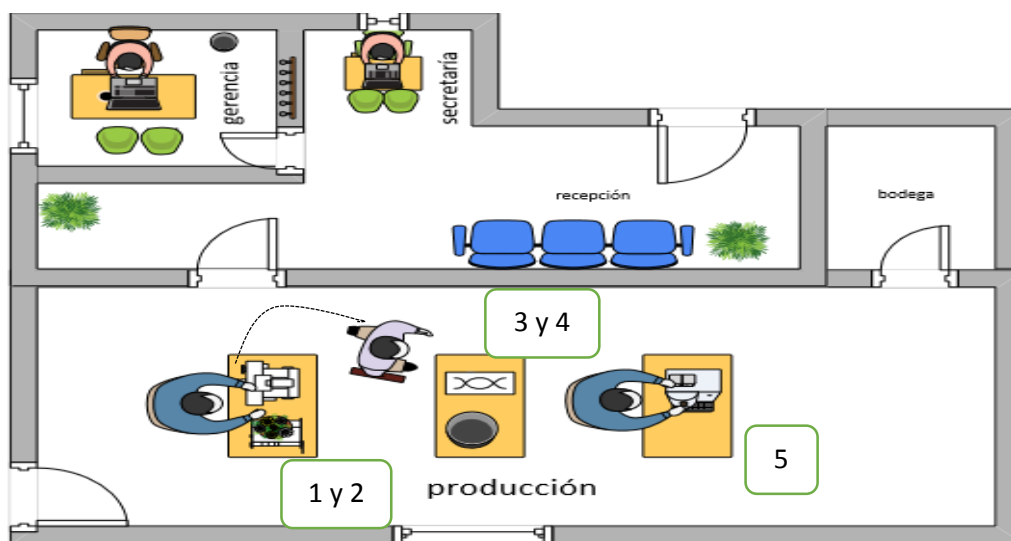 gerencia
secretaría
recepción
bodega
3 y 4
5
1 y 2
producción